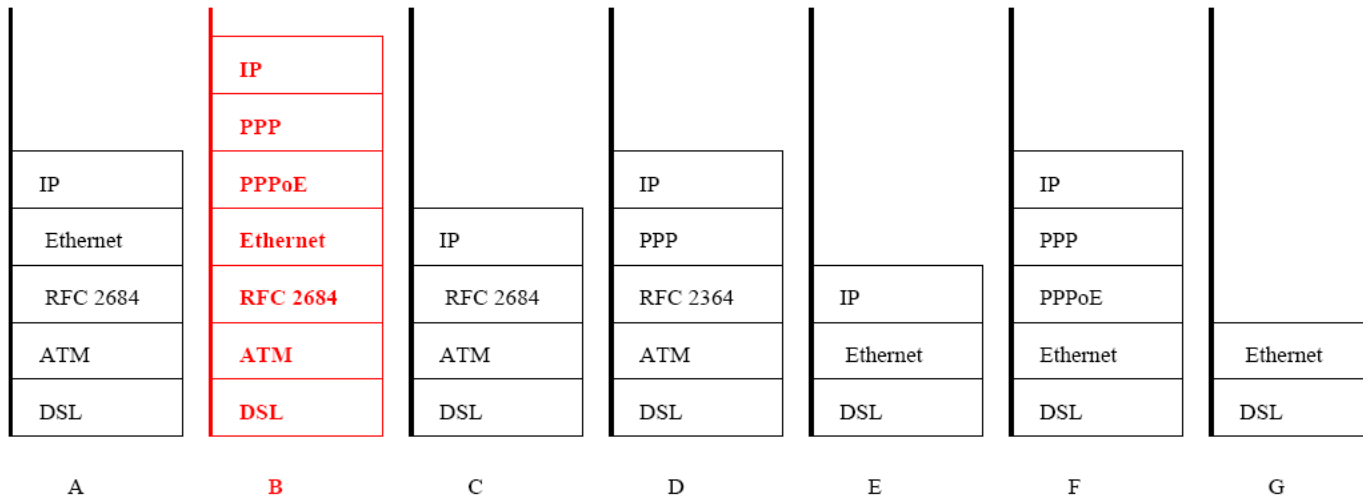 IP
PPP
IP PPPoE IP IP
Ethernet Ethernet IP PPP PPP
RFC 2684 RFC 2684 RFC 2684 RFC 2364 IP PPPoE
ATM ATM ATM ATM Ethernet Ethernet Ethernet
DSL DSL DSL DSL DSL DSL DSL
A B C D E F G